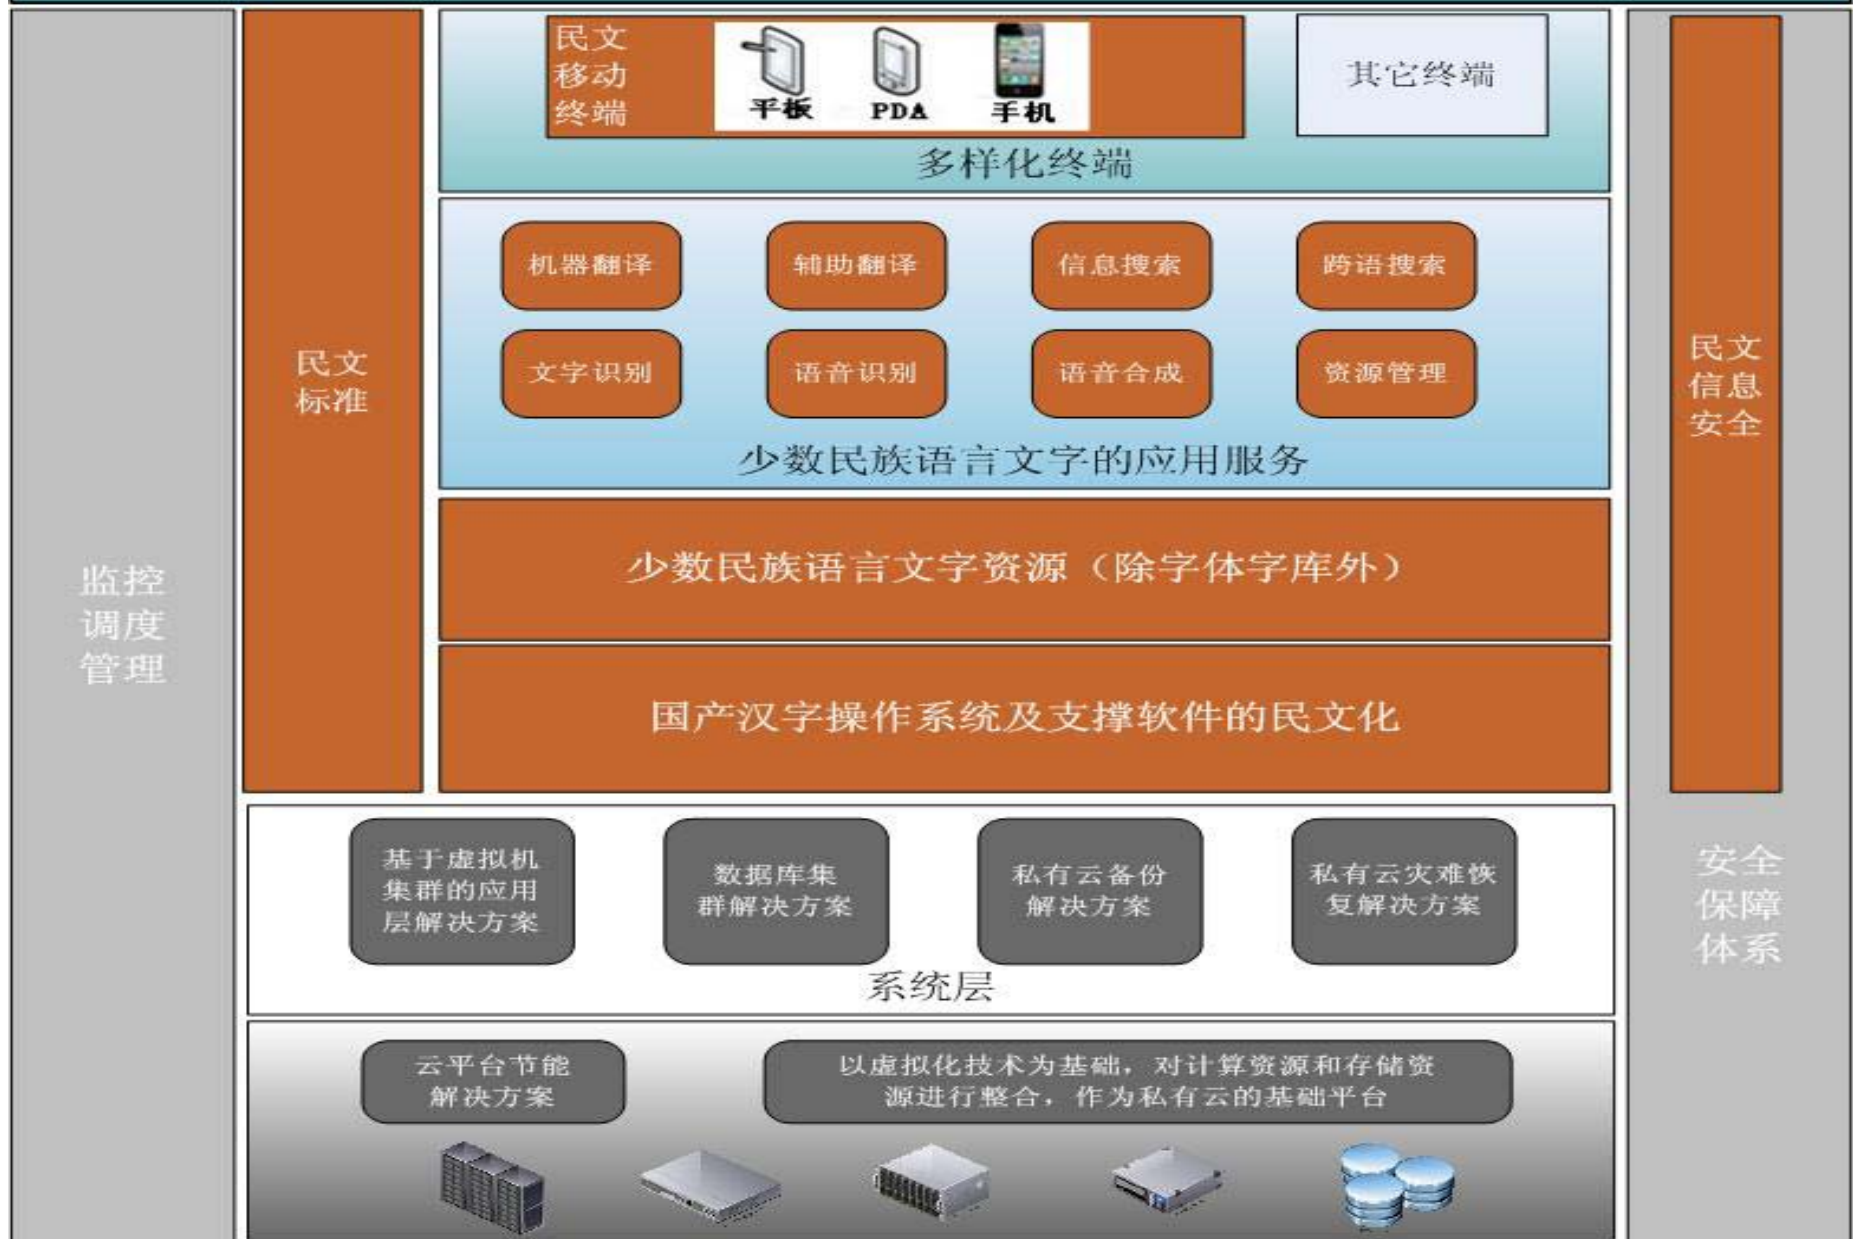 民文
移动
终端
平板
PDA
手机
其它终端
多样化终端
机器翻译
辅助翻译
信息搜索
跨语搜索
文字识别
语音识别
语音合成
资源管理
少数民族语言文字的应用服务
民文
标准
民文
信息
安全
少数民族语言文字资源（除字体字库外）
监控
调度
管理
国产汉字操作系统及支撑软件的民文化
基于虚拟机
集群的应用
层解决方案
数据库集
群解决方案
私有云备份
解决方案
私有云灾难恢
复解决方案
系统层
安全
保障
体系
云平台节能
解决方案
以虚拟化技术为基础，对计算资源和存储资
源进行整合，作为私有云的基础平台